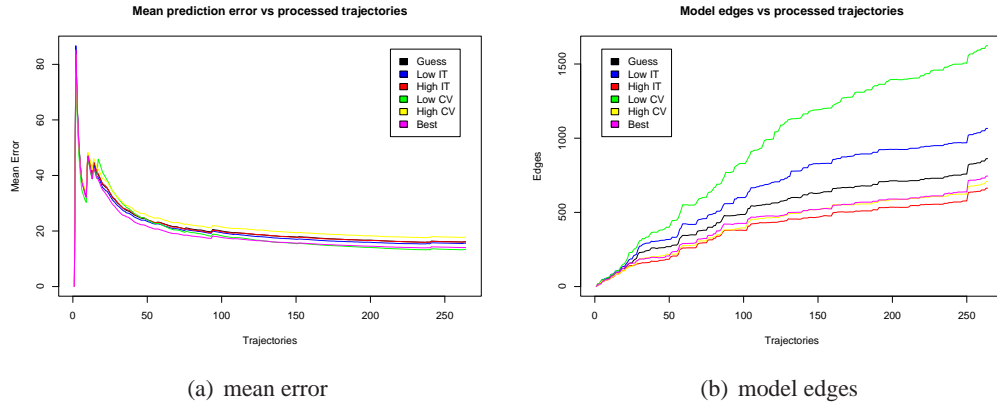 Mean prediction error vs processed trajectories
Mean Error
80
60
40
20
0
Guess
Low IT
High IT
Low CV
High CV
Best
0 50 100 150 200 250
Trajectories
(a) mean error
Model edges vs processed trajectories
Edges
1500
1000
500
0
Guess
Low IT
High IT
Low CV
High CV
Best
0 50 100 150 200 250
Trajectories
(b) model edges